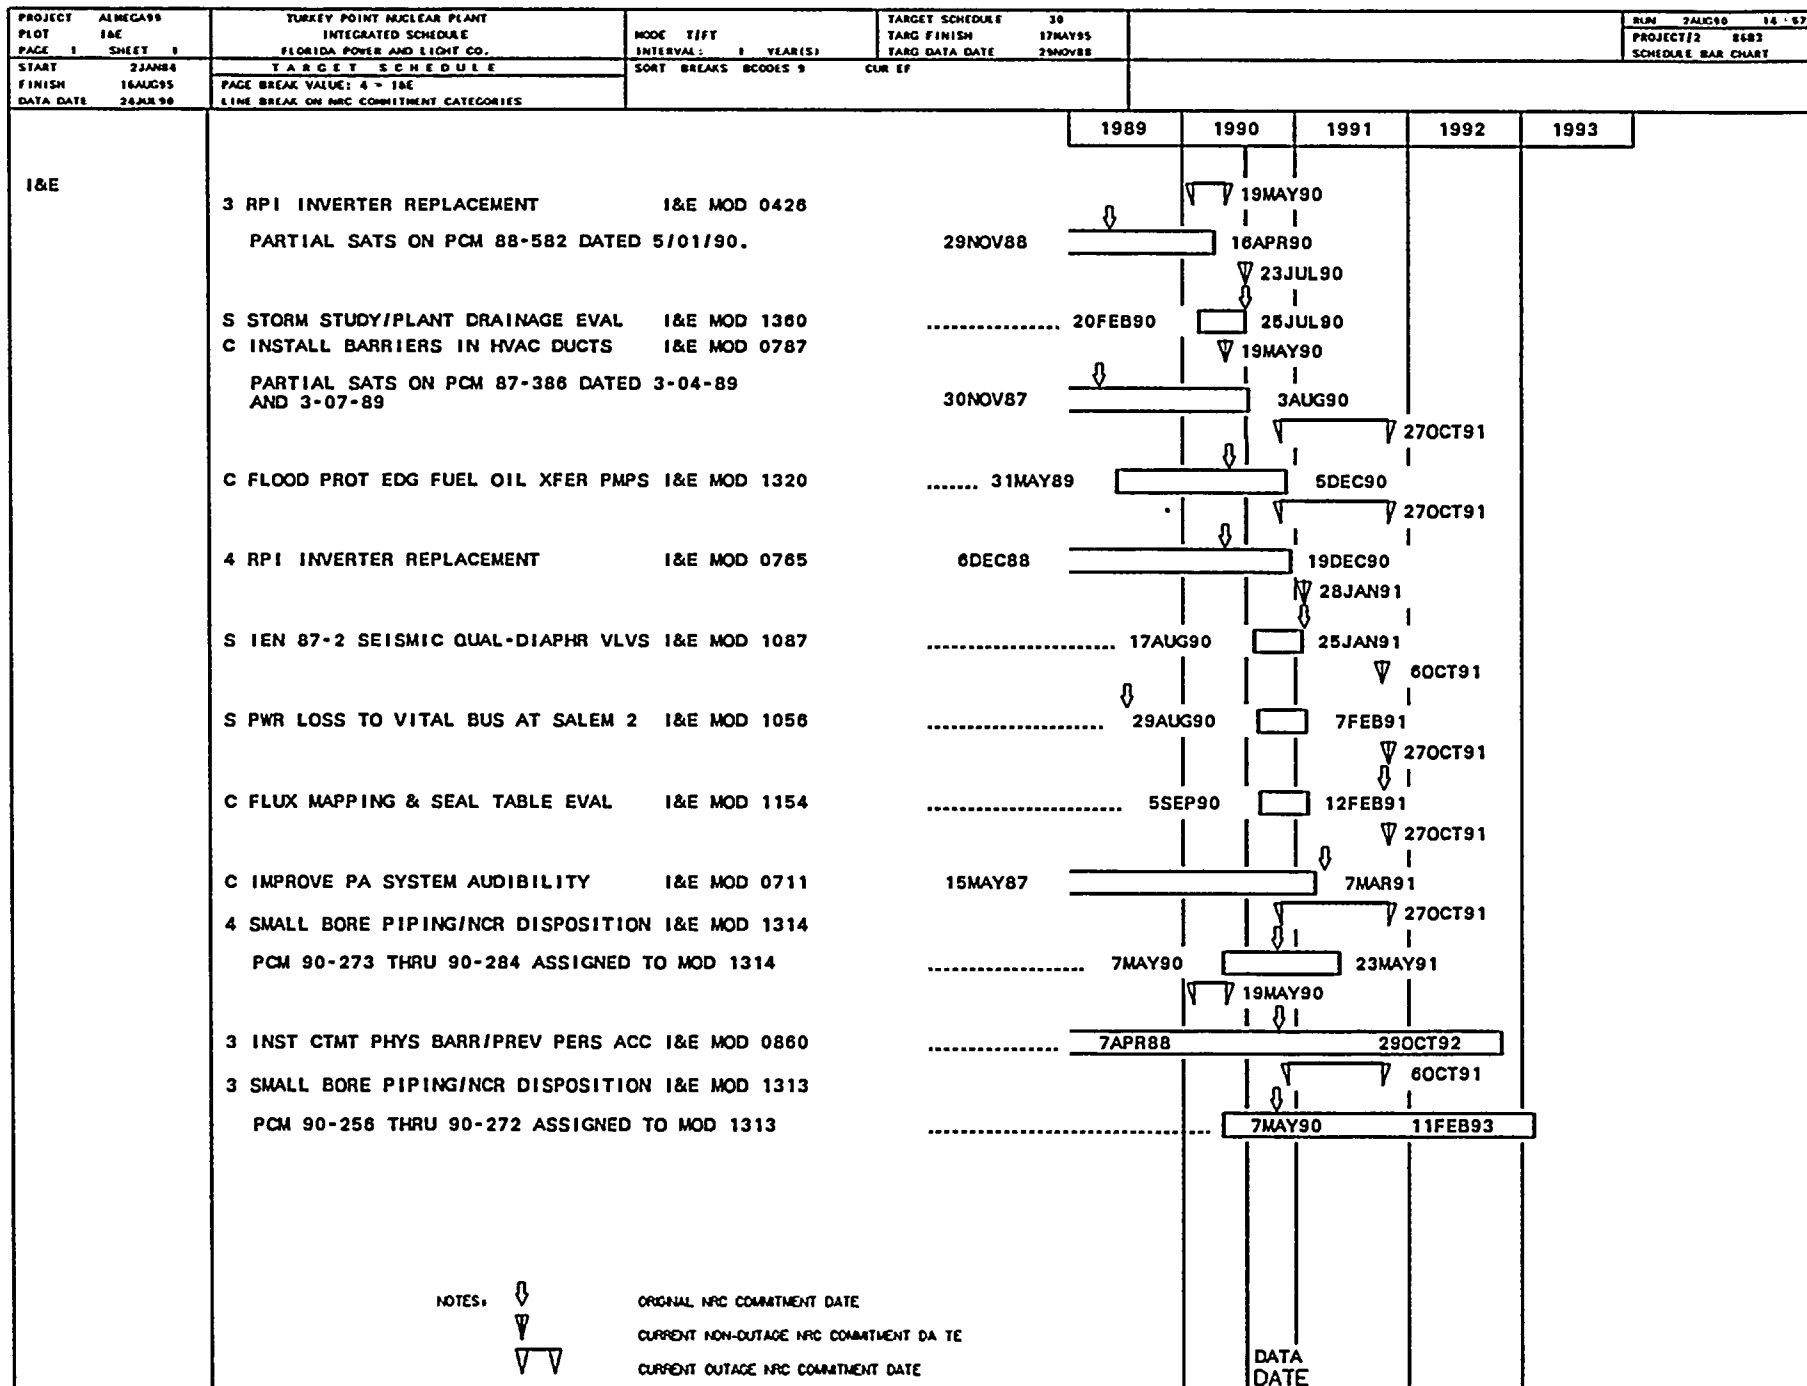 PROJECT ALMEGA99
PLOT I&E
PAGE 1 SHEET 1
START 2JAN84
FINISH 16AUG95
DATA DATE 24JUL90
TURKEY POINT NUCLEAR PLANT
INTEGRATED SCHEDULE
FLORIDA POWER AND LIGHT CO.
TARGET SCHEDULE
PAGE BREAK VALUE: 4 = I&E
LINE BREAK ON NRC COMMITMENT CATEGORIES
MODE T/FT
INTERVAL: 1 YEAR(S)
SORT BREAKS BCODES 9 CUR EF
TARGET SCHEDULE 30
TARG FINISH 17MAY95
TARG DATA DATE 29NOV88
RUN 2AUG90 14:57
PROJECT/2 8683
SCHEDULE BAR CHART
1989 1990 1991 1992 1993
I&E
19MAY90
3 RPI INVERTER REPLACEMENT I&E MOD 0426
PARTIAL SATS ON PCM 88-582 DATED 5/01/90. 29NOV88 16APR90
23JUL90
S STORM STUDY/PLANT DRAINAGE EVAL I&E MOD 1360 20FEB90 25JUL90
C INSTALL BARRIERS IN HVAC DUCTS I&E MOD 0787 19MAY90
PARTIAL SATS ON PCM 87-386 DATED 3-04-89
AND 3-07-89 30NOV87 3AUG90
27OCT91
C FLOOD PROT EDG FUEL OIL XFER PMPS I&E MOD 1320 31MAY89 5DEC90
27OCT91
4 RPI INVERTER REPLACEMENT I&E MOD 0765 6DEC88 19DEC90
28JAN91
S IEN 87-2 SEISMIC QUAL-DIAPHR VLVS I&E MOD 1087 17AUG90 25JAN91
6OCT91
S PWR LOSS TO VITAL BUS AT SALEM 2 I&E MOD 1056 29AUG90 7FEB91
27OCT91
C FLUX MAPPING & SEAL TABLE EVAL I&E MOD 1154 5SEP90 12FEB91
27OCT91
C IMPROVE PA SYSTEM AUDIBILITY I&E MOD 0711 15MAY87 7MAR91
27OCT91
4 SMALL BORE PIPING/NCR DISPOSITION I&E MOD 1314
PCM 90-273 THRU 90-284 ASSIGNED TO MOD 1314 7MAY90 23MAY91
19MAY90
3 INST CTMT PHYS BARR/PREV PERS ACC I&E MOD 0860 7APR88 29OCT92
6OCT91
3 SMALL BORE PIPING/NCR DISPOSITION I&E MOD 1313
PCM 90-256 THRU 90-272 ASSIGNED TO MOD 1313 7MAY90 11FEB93
NOTES: ORIGINAL NRC COMMITMENT DATE
CURRENT NON-OUTAGE NRC COMMITMENT DA TE
CURRENT OUTAGE NRC COMMITMENT DATE
DATA
DATE